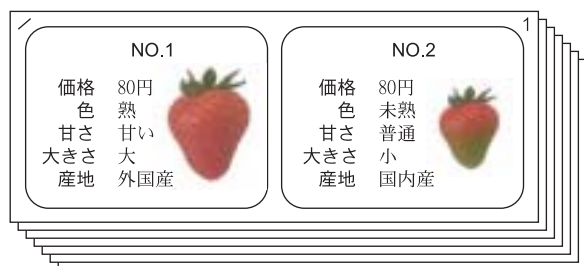 1
NO.1
価格 80円
色 熟
甘さ 甘い
大きさ 大
産地 外国産
NO.2
価格 80円
色 未熟
甘さ 普通
大きさ 小
産地 国内産